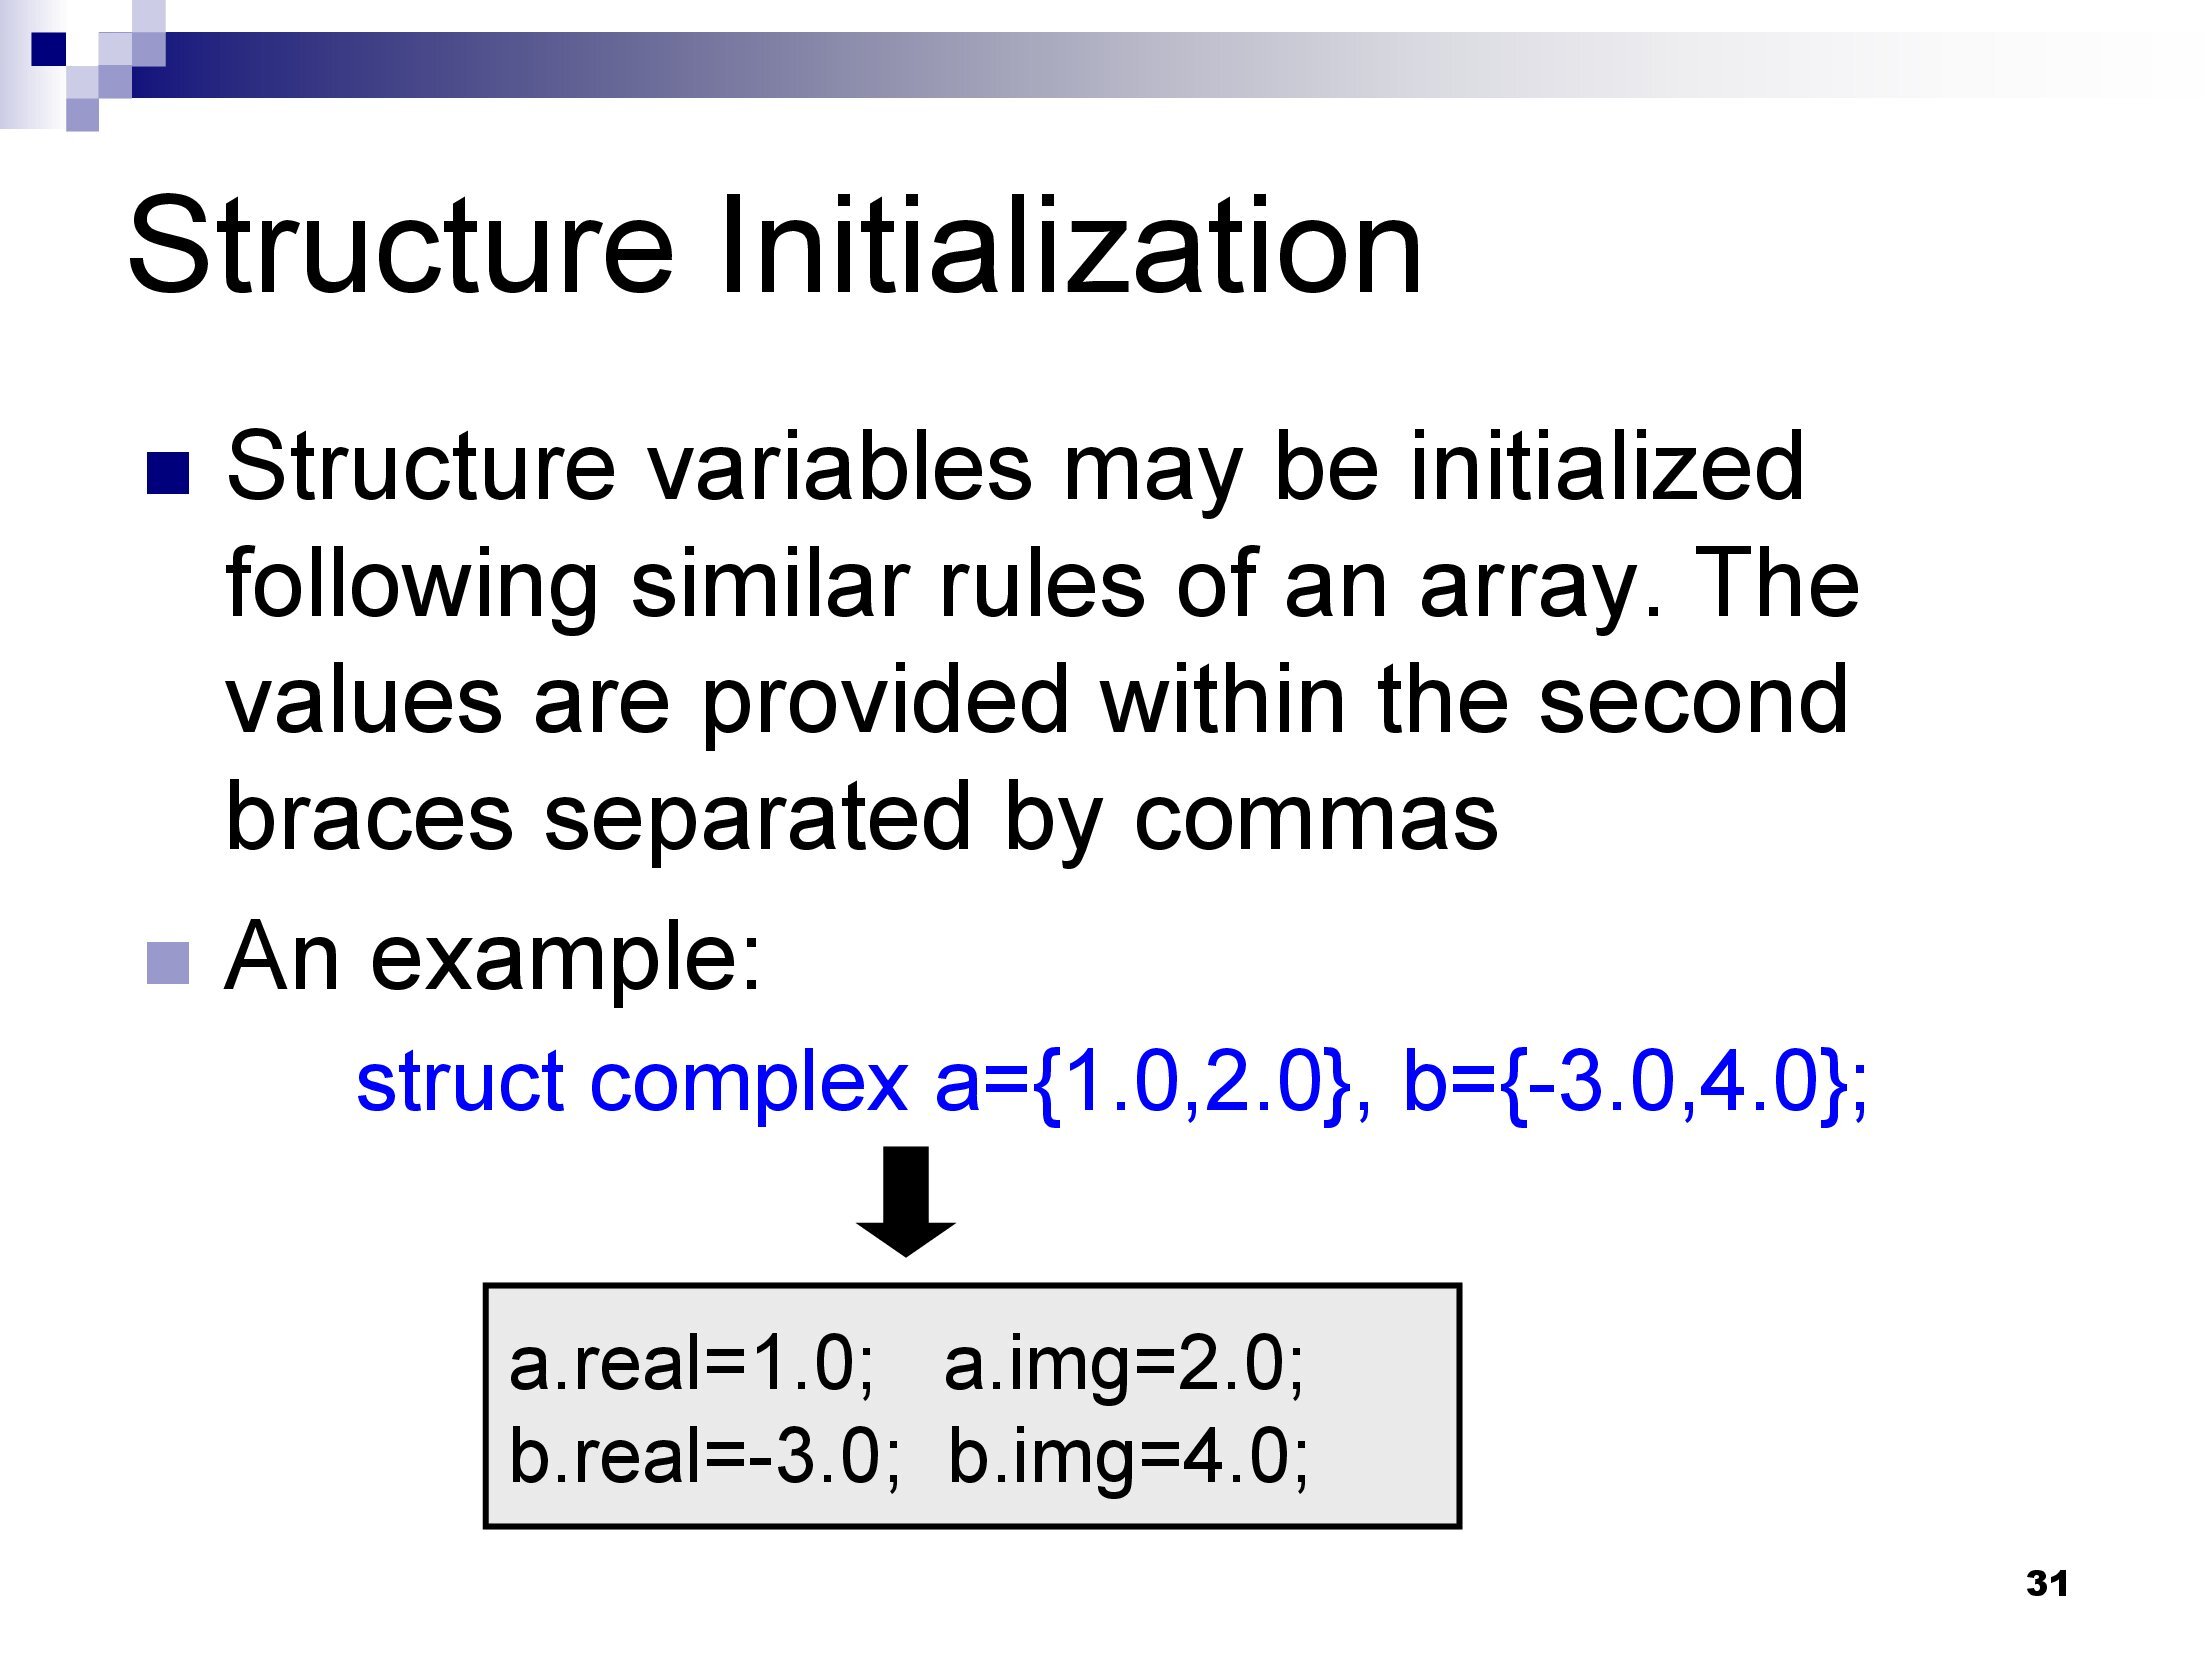 Structure Initialization
Structure variables may be initialized
following similar rules of an array. The
values are provided within the second
braces separated by commas
An example:
struct complex a={1.0,2.0}, b={-3.0,4.0};
a.real=1.0;   a.img=2.0;
b.real=-3.0;  b.img=4.0;
31